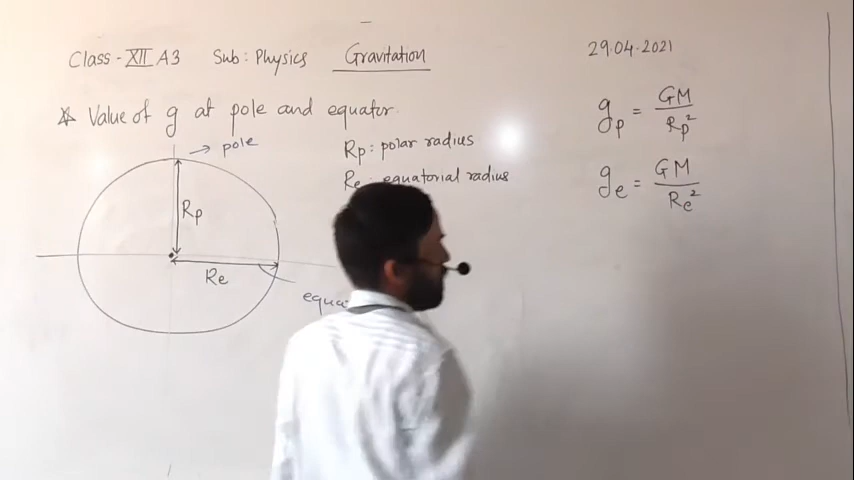 Class - XII A3 Sub: Physics Gravitation
29.04.2021
* Value of g at pole and equator.
→ pole
Rp: polar radius
Re: equatorial radius
Rp
Re
gp = GM / Rp²
ge = GM / Re²